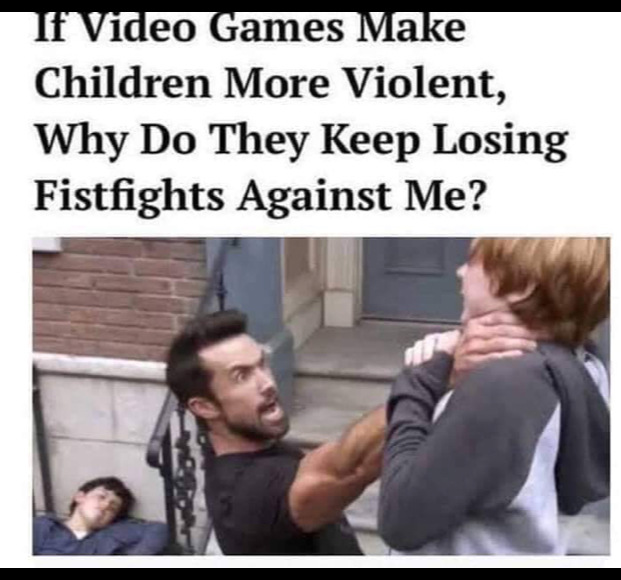 If Video Games Make
Children More Violent,
Why Do They Keep Losing
Fistfights Against Me?